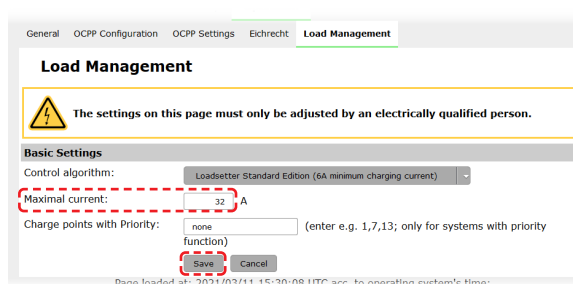 General OCPP Configuration OCPP Settings Eichrecht Load Management
Load Management
The settings on this page must only be adjusted by an electrically qualified person.
Basic Settings
Control algorithm: Loadsetter Standard Edition (6A minimum charging current)
Maximal current: 32 A
Charge points with Priority: none (enter e.g. 1,7,13; only for systems with priority
function)
Save Cancel
Page loaded at: 2021/03/11 15:30:08 UTC acc. to operating system's time: